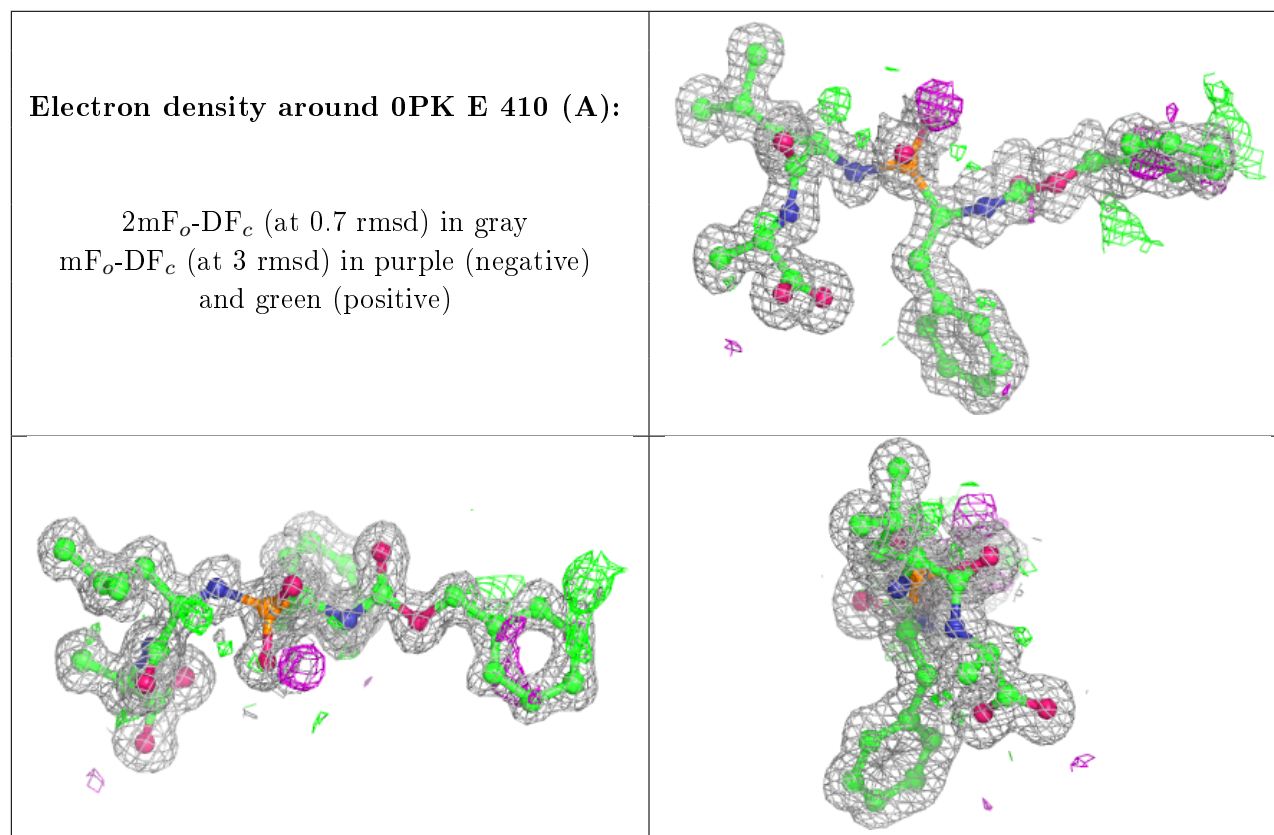 Electron density around 0PK E 410 (A):
2mFₒ-DF𝒸 (at 0.7 rmsd) in gray
mFₒ-DF𝒸 (at 3 rmsd) in purple (negative)
and green (positive)